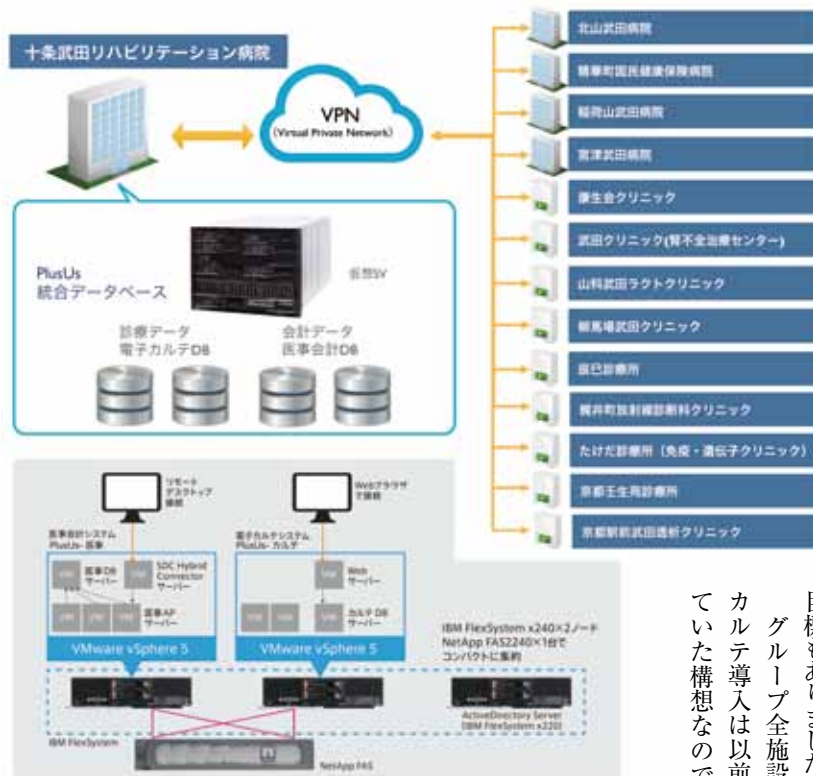 十条武田リハビリテーション病院
VPN
(Virtual Private Network)
PlusUs
統合データベース
仮想SV
診療データ
電子カルテDB
会計データ
医事会計DB
北山武田病院
精華町国民健康保険病院
稲荷山武田病院
宮津武田病院
康生会クリニック
武田クリニック(腎不全治療センター)
山科武田ラクトクリニック
柳馬場武田クリニック
辰巳診療所
梶井町放射線診断科クリニック
たけだ診療所(免疫・遺伝子クリニック)
京都壬生苑診療所
京都駅前武田透析クリニック
リモート
デスクトップ
接続
Webブラウザ
で接続
医事会計システム
PlusUs-医事
電子カルテシステム
PlusUs-カルテ
VM
医事DB
サーバー
VM
SDC Hybrid
Connector
サーバー
VM
VM
VM
医事AP
サーバー
VM
Web
サーバー
VM
VM
VM
カルテDB
サーバー
VMware vSphere 5
VMware vSphere 5
IBM FlexSystem x240×2ノード
NetApp FAS2240×1台で
コンパクトに集約
ActiveDirectory Server
(IBM FlexSystem x220)
IBM FlexSystem
NetApp FAS
目標もありました
グループ全施設
カルテ導入は以前
ていた構想なので